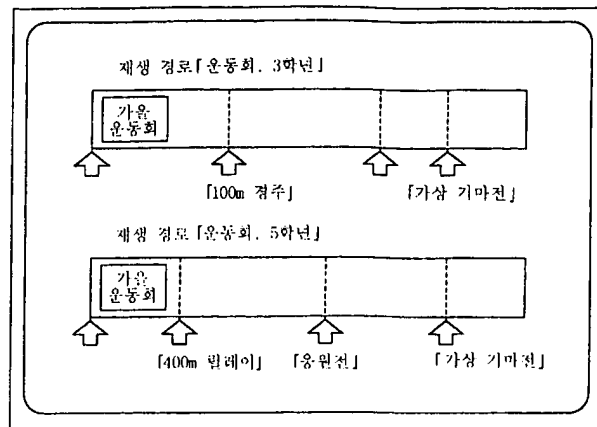 재생 경로「운동회. 3학년」
가을
운동회
「100m 경주」
「가상 기마전」
재생 경로「운동회. 5학년」
가을
운동회
「400m 릴레이」
「응원전」
「가상 기마전」